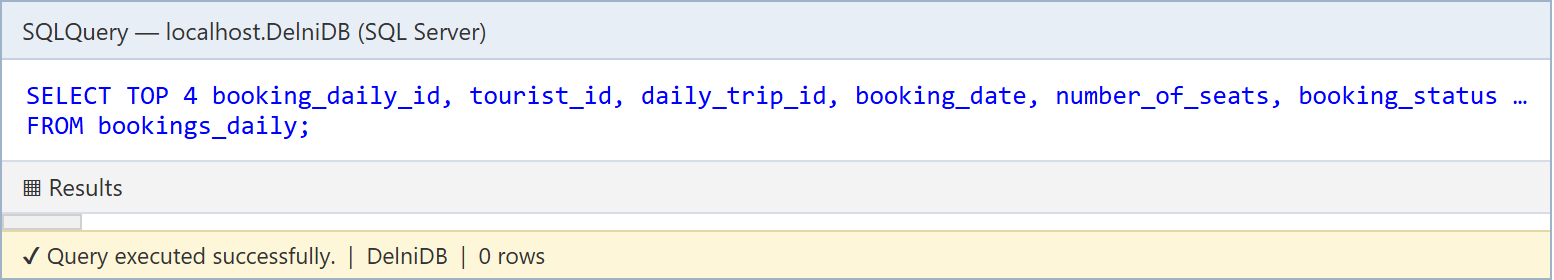 SQLQuery — localhost.DelniDB (SQL Server)
SELECT TOP 4 booking_daily_id, tourist_id, daily_trip_id, booking_date, number_of_seats, booking_status …
FROM bookings_daily;
▦ Results
✔ Query executed successfully. | DelniDB | 0 rows